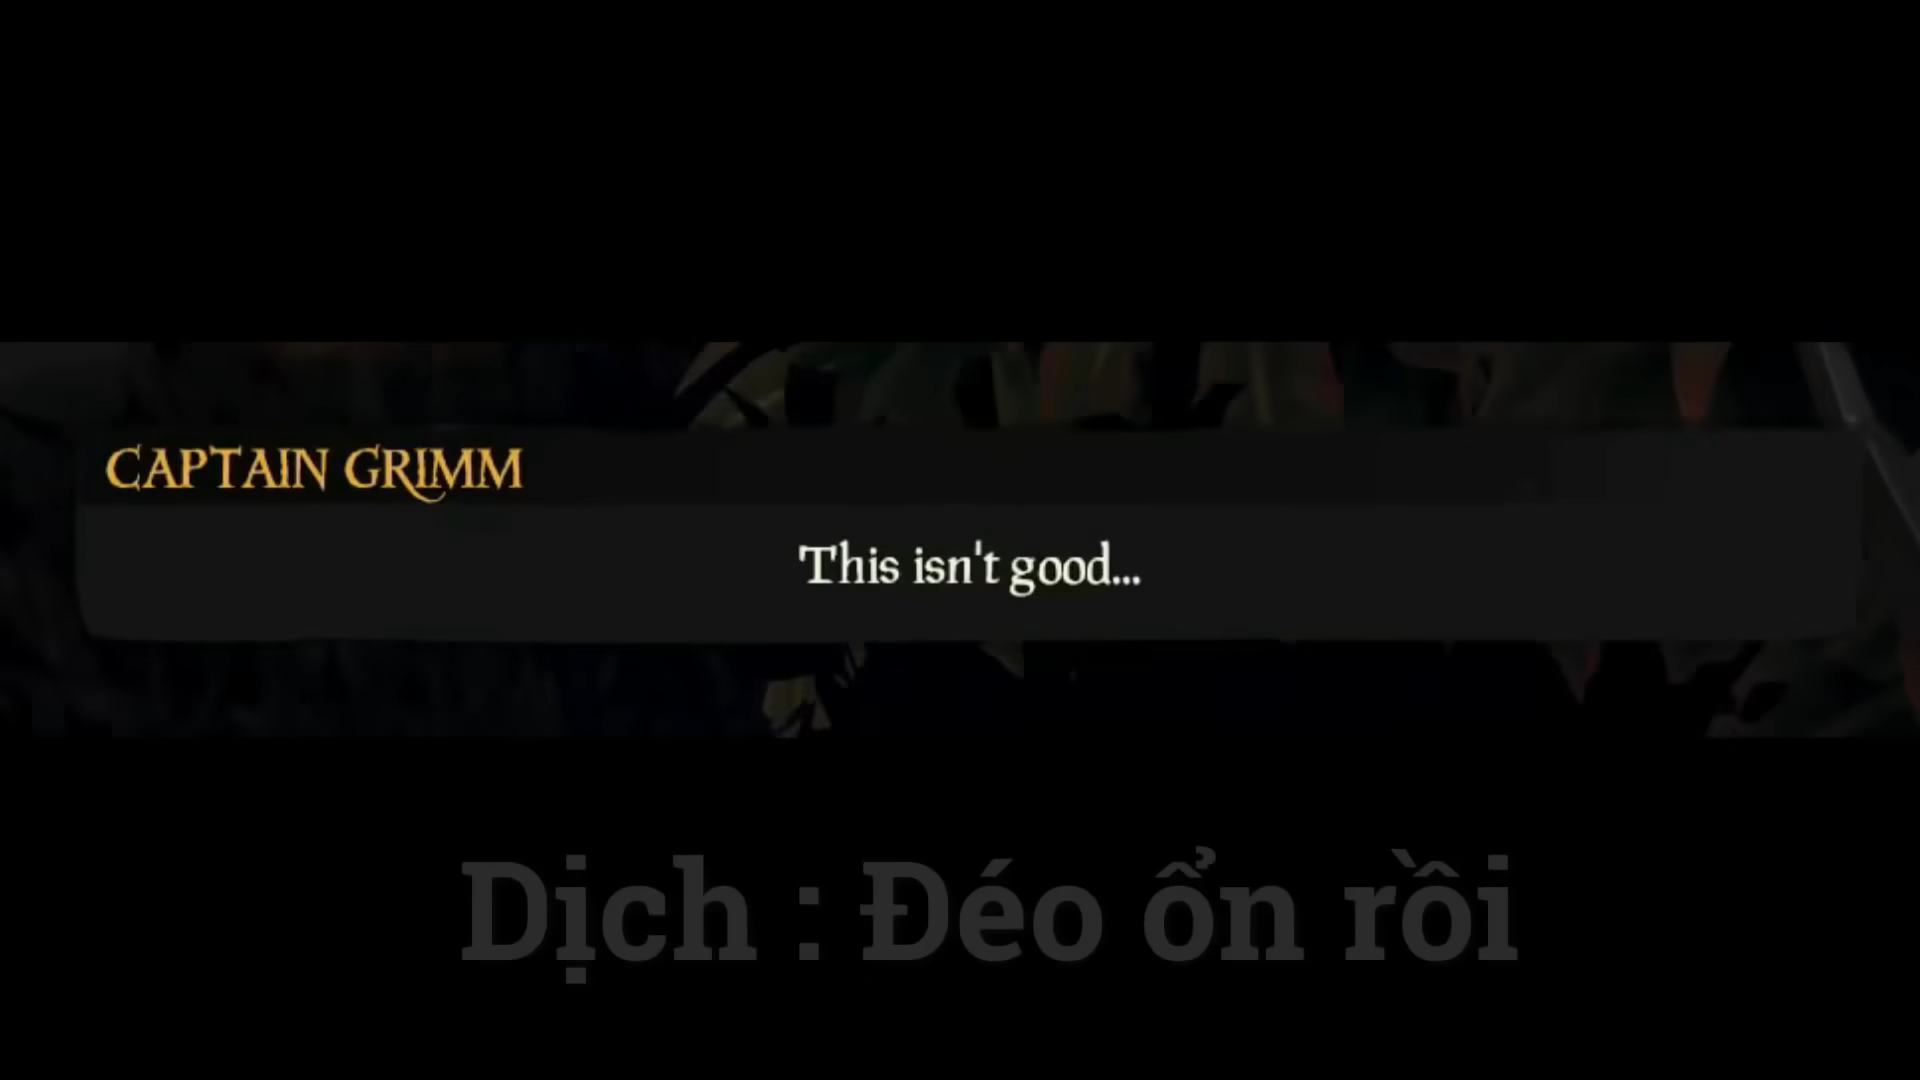 CAPTAIN GRIMM
This isn't good...
Dịch : Đéo ổn rồi